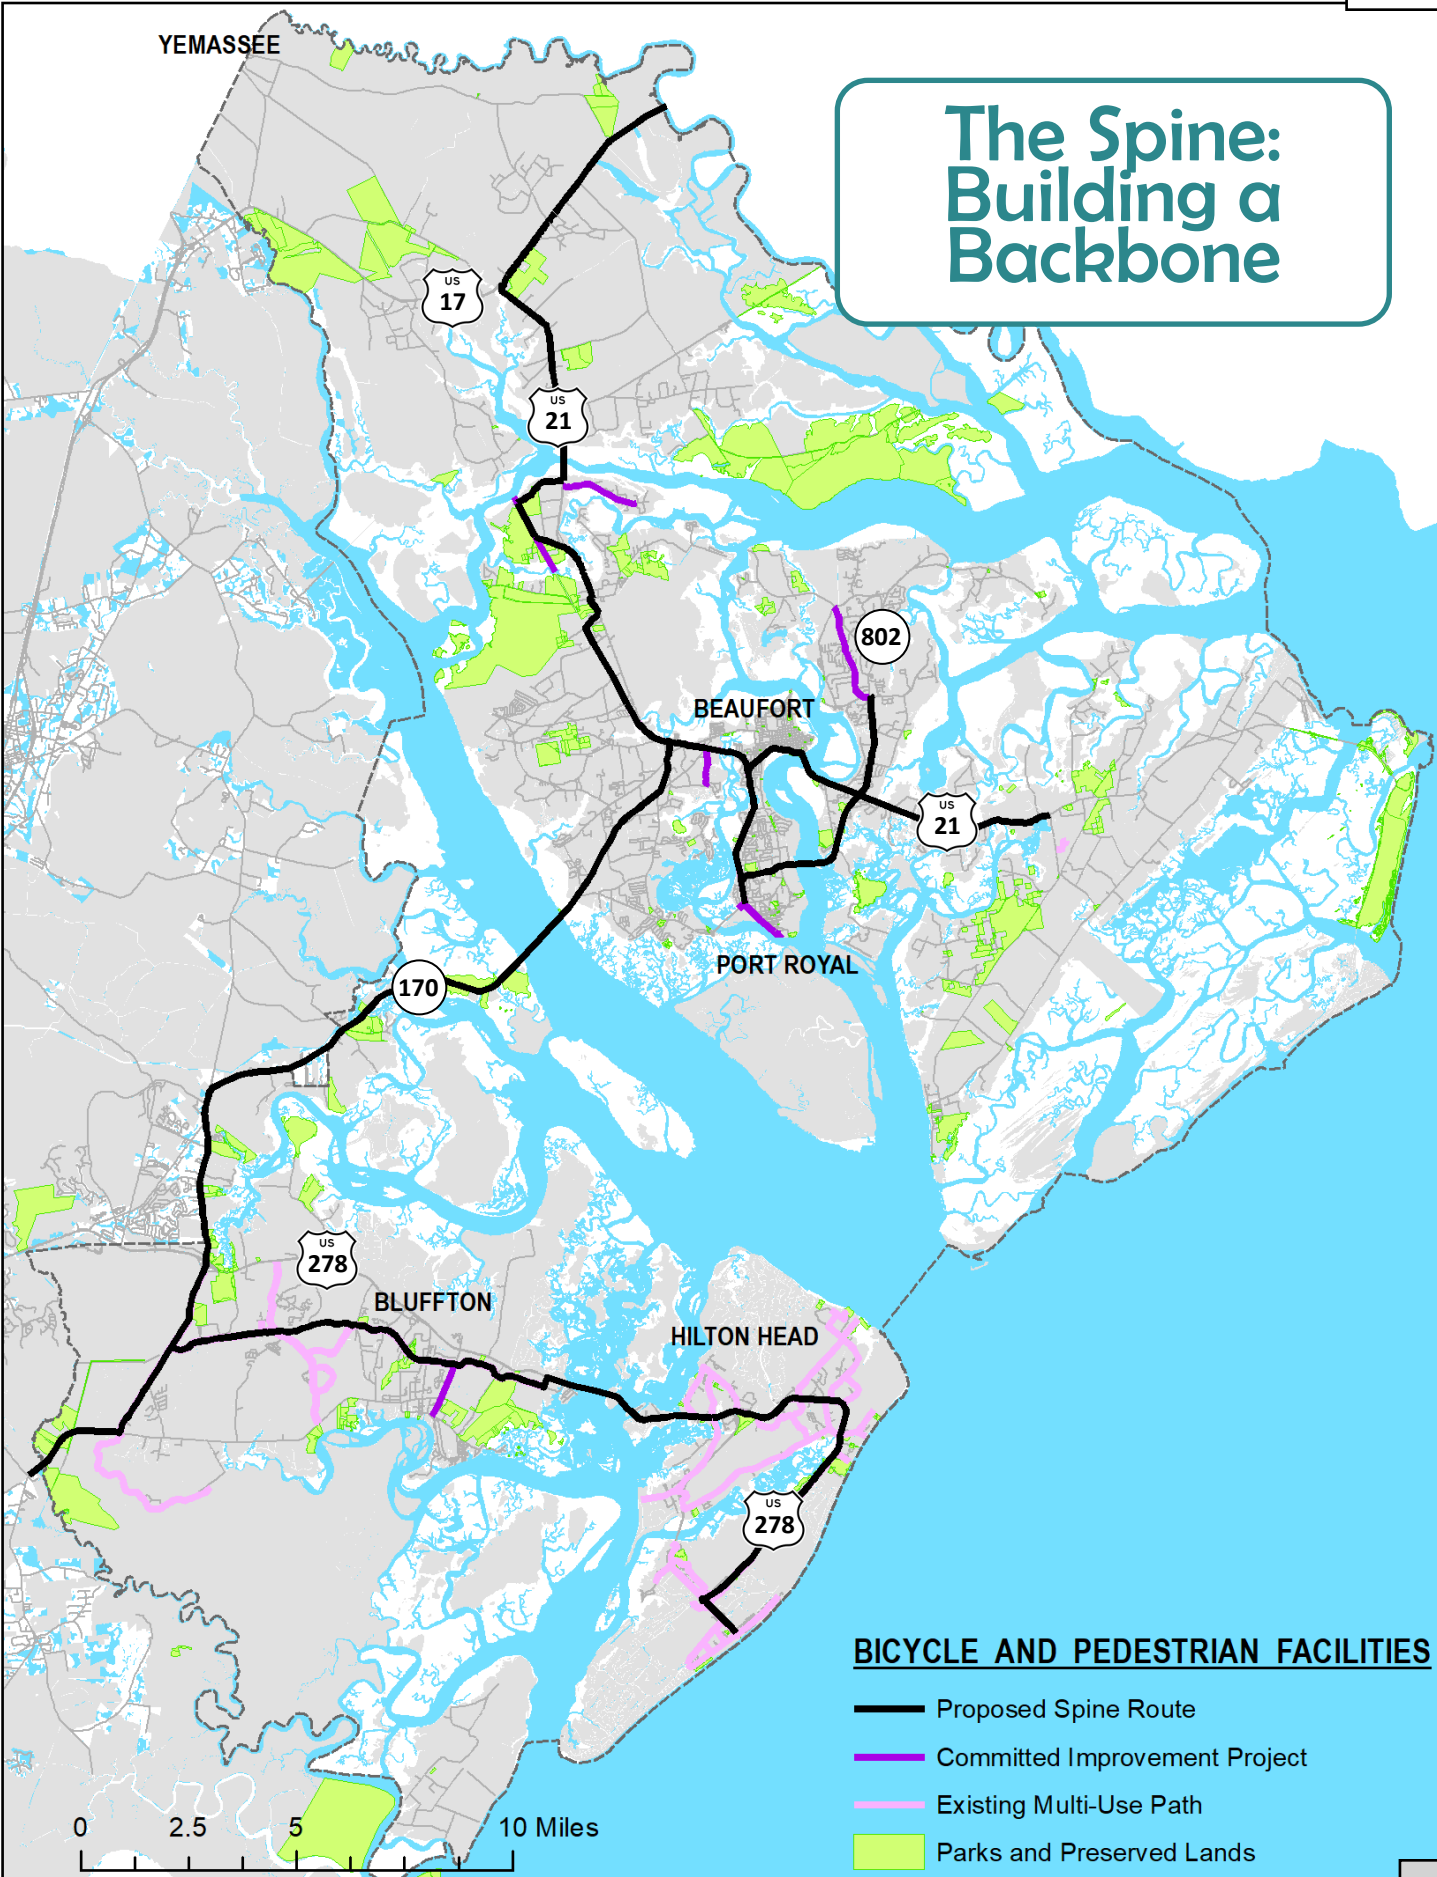 YEMASSEE
The Spine:
Building a
Backbone
US
17
US
21
802
BEAUFORT
US
21
PORT ROYAL
170
US
278
BLUFFTON
HILTON HEAD
US
278
BICYCLE AND PEDESTRIAN FACILITIES
Proposed Spine Route
Committed Improvement Project
Existing Multi-Use Path
Parks and Preserved Lands
0 2.5 5 10 Miles